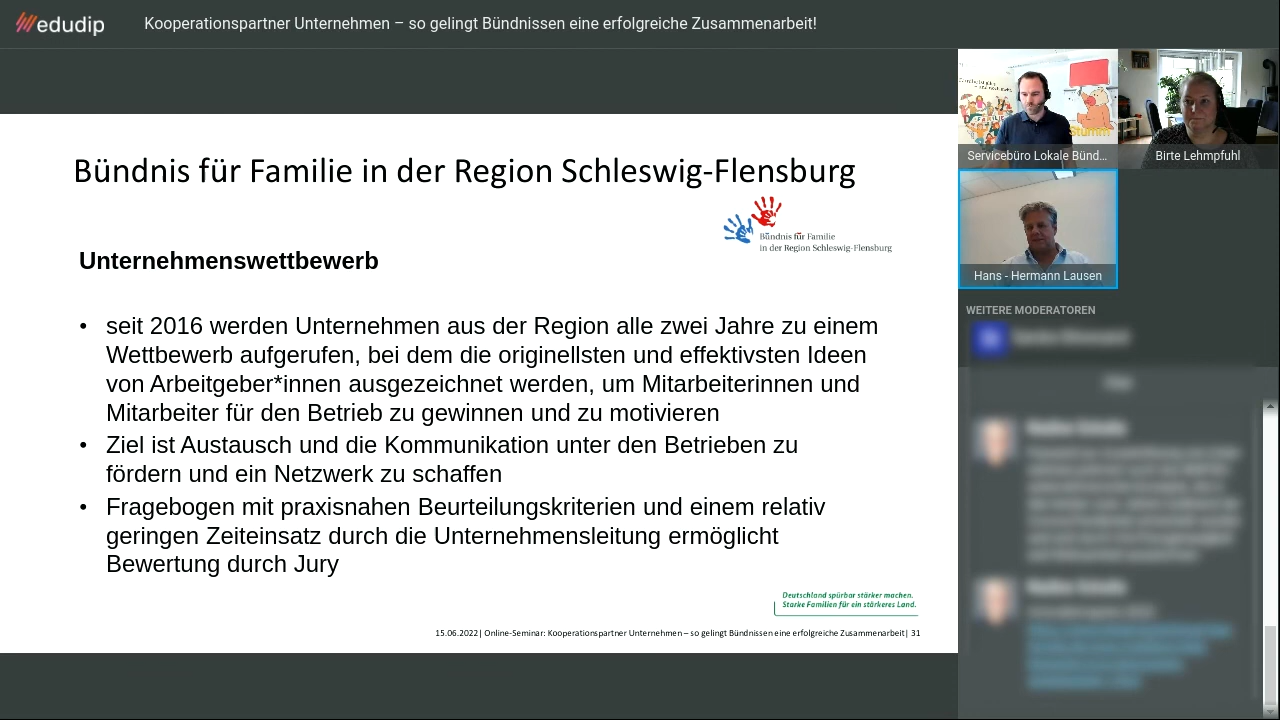 edudip
Kooperationspartner Unternehmen – so gelingt Bündnissen eine erfolgreiche Zusammenarbeit!
Bündnis für Familie in der Region Schleswig-Flensburg
Bündnis für Familie
in der Region Schleswig-Flensburg
Unternehmenswettbewerb
• seit 2016 werden Unternehmen aus der Region alle zwei Jahre zu einem
Wettbewerb aufgerufen, bei dem die originellsten und effektivsten Ideen
von Arbeitgeber*innen ausgezeichnet werden, um Mitarbeiterinnen und
Mitarbeiter für den Betrieb zu gewinnen und zu motivieren
• Ziel ist Austausch und die Kommunikation unter den Betrieben zu
fördern und ein Netzwerk zu schaffen
• Fragebogen mit praxisnahen Beurteilungskriterien und einem relativ
geringen Zeiteinsatz durch die Unternehmensleitung ermöglicht
Bewertung durch Jury
Deutschland spürbar stärker machen.
Starke Familien für ein stärkeres Land.
15.06.2022| Online-Seminar: Kooperationspartner Unternehmen – so gelingt Bündnissen eine erfolgreiche Zusammenarbeit| 31
Stumm
Servicebüro Lokale Bünd...
Birte Lehmpfuhl
Hans - Hermann Lausen
WEITERE MODERATOREN